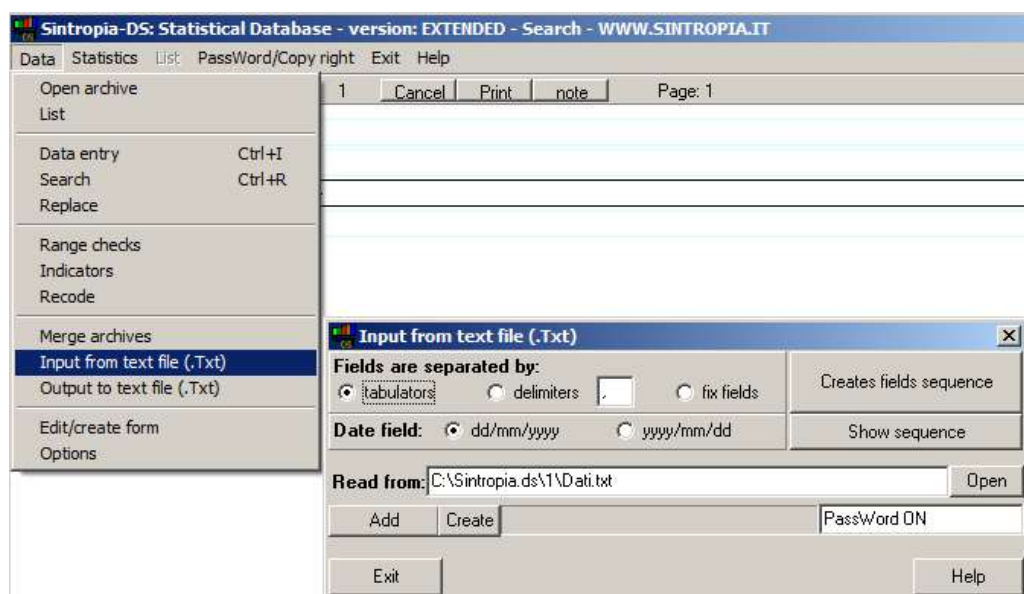 Sintropia-DS: Statistical Database - version: EXTENDED - Search - WWW.SINTROPIA.IT
Data Statistics List PassWord/Copy right Exit Help
1 Cancel Print note Page: 1
Open archive
List
Data entry Ctrl+I
Search Ctrl+R
Replace
Range checks
Indicators
Recode
Merge archives
Input from text file (.Txt)
Output to text file (.Txt)
Edit/create form
Options
Input from text file (.Txt)
Fields are separated by:
tabulators delimiters , fix fields
Creates fields sequence
Date field: dd/mm/yyyy yyyy/mm/dd
Show sequence
Read from: C:\Sintropia.ds\1\Dati.txt Open
Add Create PassWord ON
Exit Help